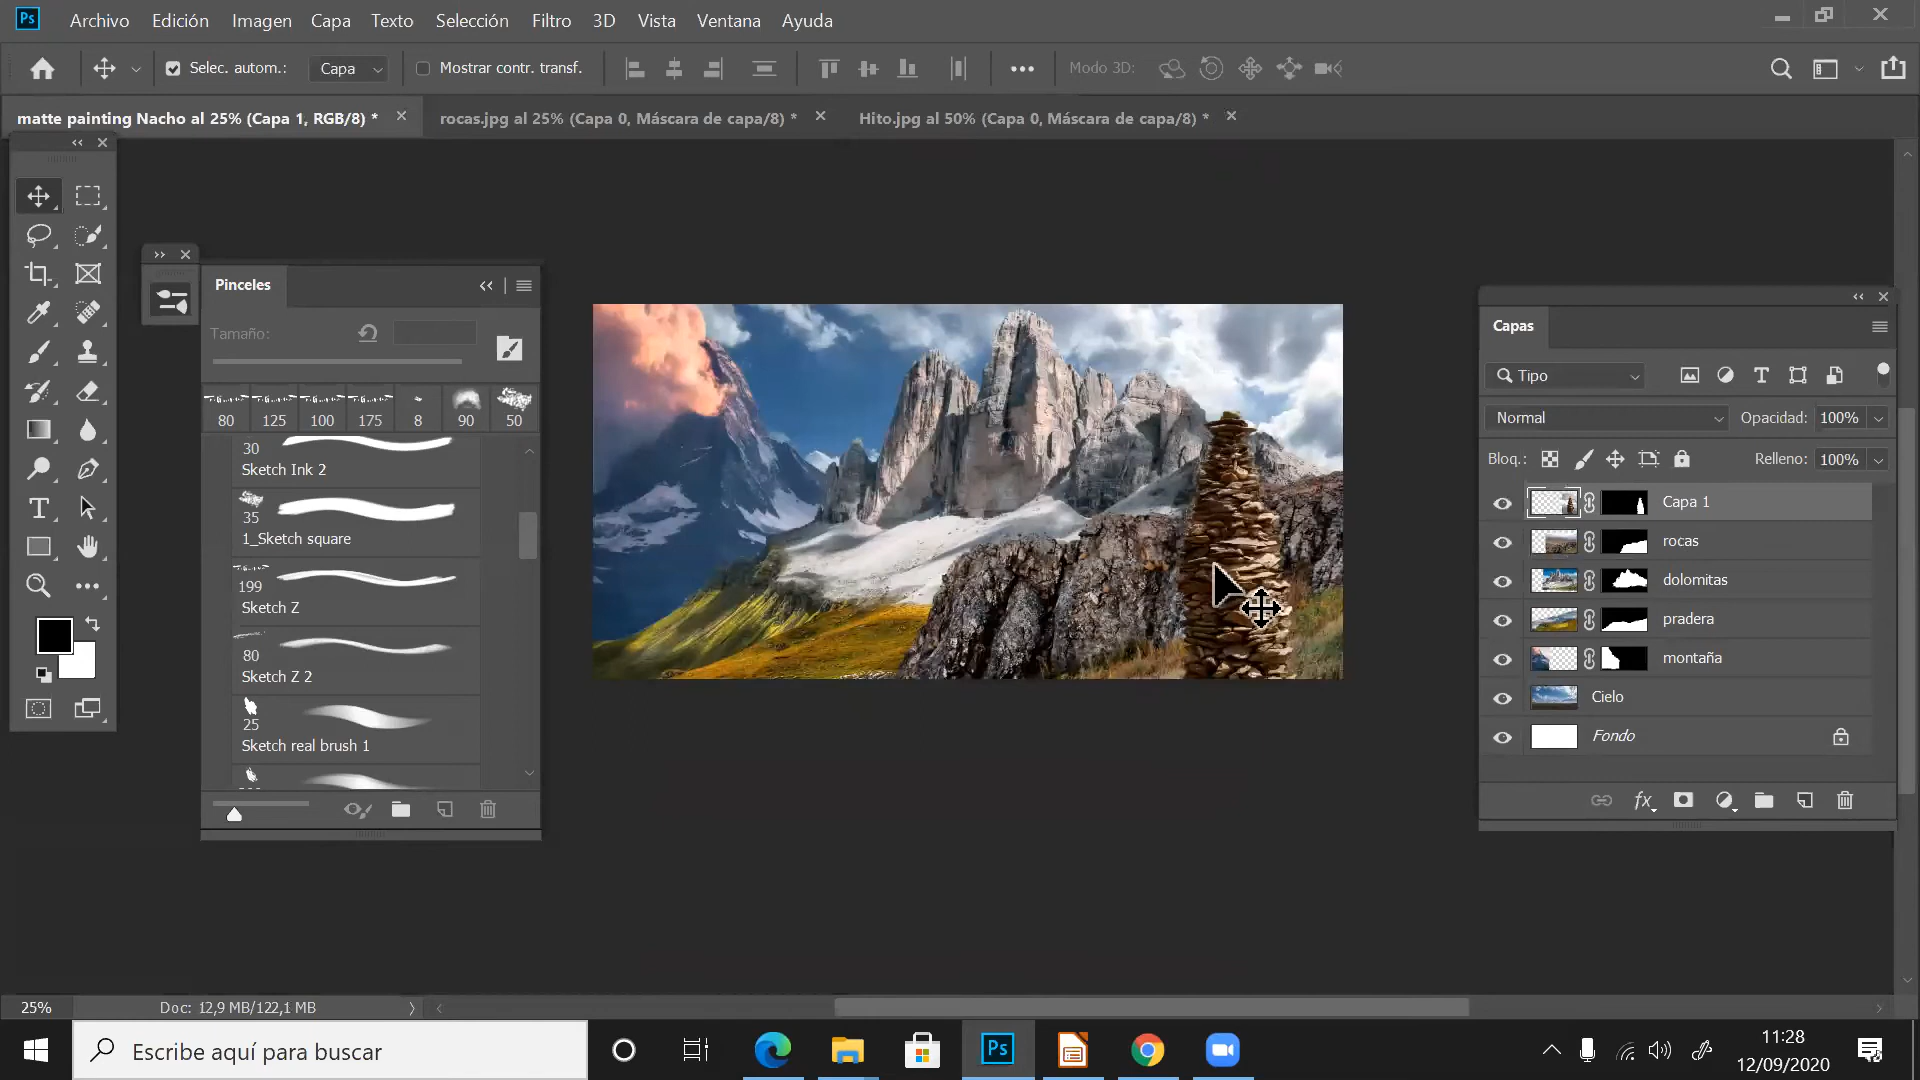 Ps Archivo Edición Imagen Capa Texto Selección Filtro 3D Vista Ventana Ayuda
Selec. autom.: Capa Mostrar contr. transf. Modo 3D:
matte painting Nacho al 25% (Capa 1, RGB/8) * rocas.jpg al 25% (Capa 0, Máscara de capa/8) * Hito.jpg al 50% (Capa 0, Máscara de capa/8) *
Pinceles
Tamaño:
80 125 100 175 8 90 50
30
Sketch Ink 2
35
1_Sketch square
199
Sketch Z
80
Sketch Z 2
25
Sketch real brush 1
Capas
Tipo
Normal Opacidad: 100%
Bloq.: Relleno: 100%
Capa 1
rocas
dolomitas
pradera
montaña
Cielo
Fondo
fx
25% Doc: 12,9 MB/122,1 MB
Escribe aquí para buscar
Ps
11:28
12/09/2020